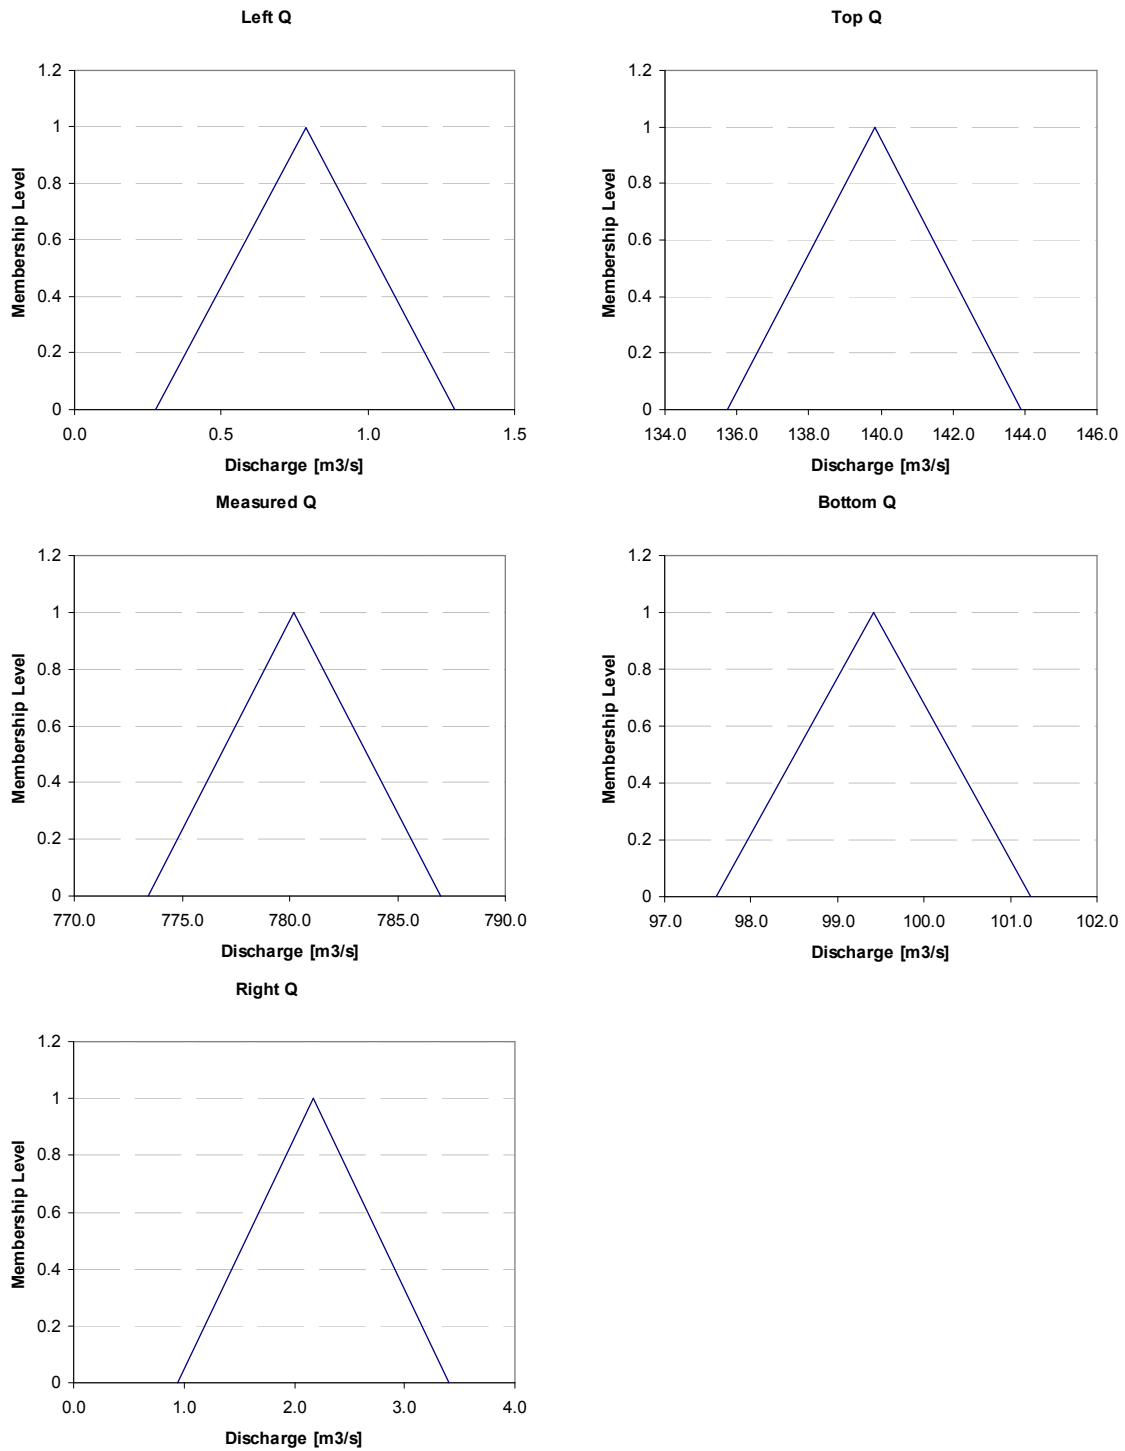 Left Q
1.2
1
0.8
0.6
0.4
0.2
0
0.0 0.5 1.0 1.5
Membership Level
Discharge [m3/s]
Top Q
1.2
1
0.8
0.6
0.4
0.2
0
134.0 136.0 138.0 140.0 142.0 144.0 146.0
Membership Level
Discharge [m3/s]
Measured Q
1.2
1
0.8
0.6
0.4
0.2
0
770.0 775.0 780.0 785.0 790.0
Membership Level
Discharge [m3/s]
Bottom Q
1.2
1
0.8
0.6
0.4
0.2
0
97.0 98.0 99.0 100.0 101.0 102.0
Membership Level
Discharge [m3/s]
Right Q
1.2
1
0.8
0.6
0.4
0.2
0
0.0 1.0 2.0 3.0 4.0
Membership Level
Discharge [m3/s]